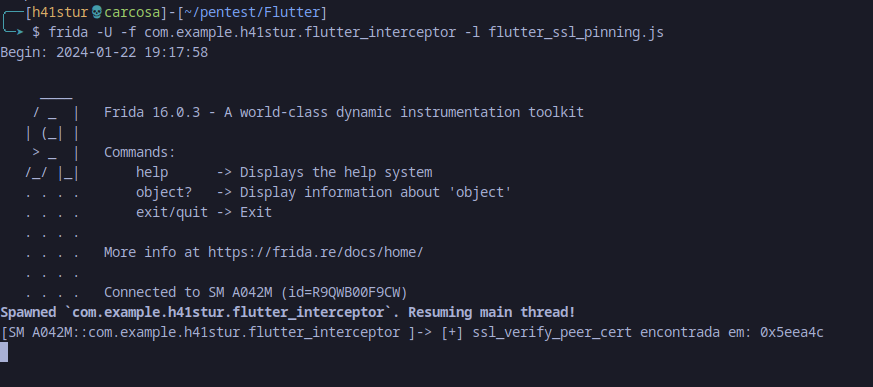 [h41stur💀carcosa]-[~/pentest/Flutter]
$ frida -U -f com.example.h41stur.flutter_interceptor -l flutter_ssl_pinning.js
Begin: 2024-01-22 19:17:58
     ____
    / _  |   Frida 16.0.3 - A world-class dynamic instrumentation toolkit
   | (_| |
    > _  |   Commands:
   /_/ |_|       help      -> Displays the help system
   . . . .       object?   -> Display information about 'object'
   . . . .       exit/quit -> Exit
   . . . .
   . . . .   More info at https://frida.re/docs/home/
   . . . .
   . . . .   Connected to SM A042M (id=R9QWB00F9CW)
Spawned `com.example.h41stur.flutter_interceptor`. Resuming main thread!
[SM A042M::com.example.h41stur.flutter_interceptor ]-> [+] ssl_verify_peer_cert encontrada em: 0x5eea4c